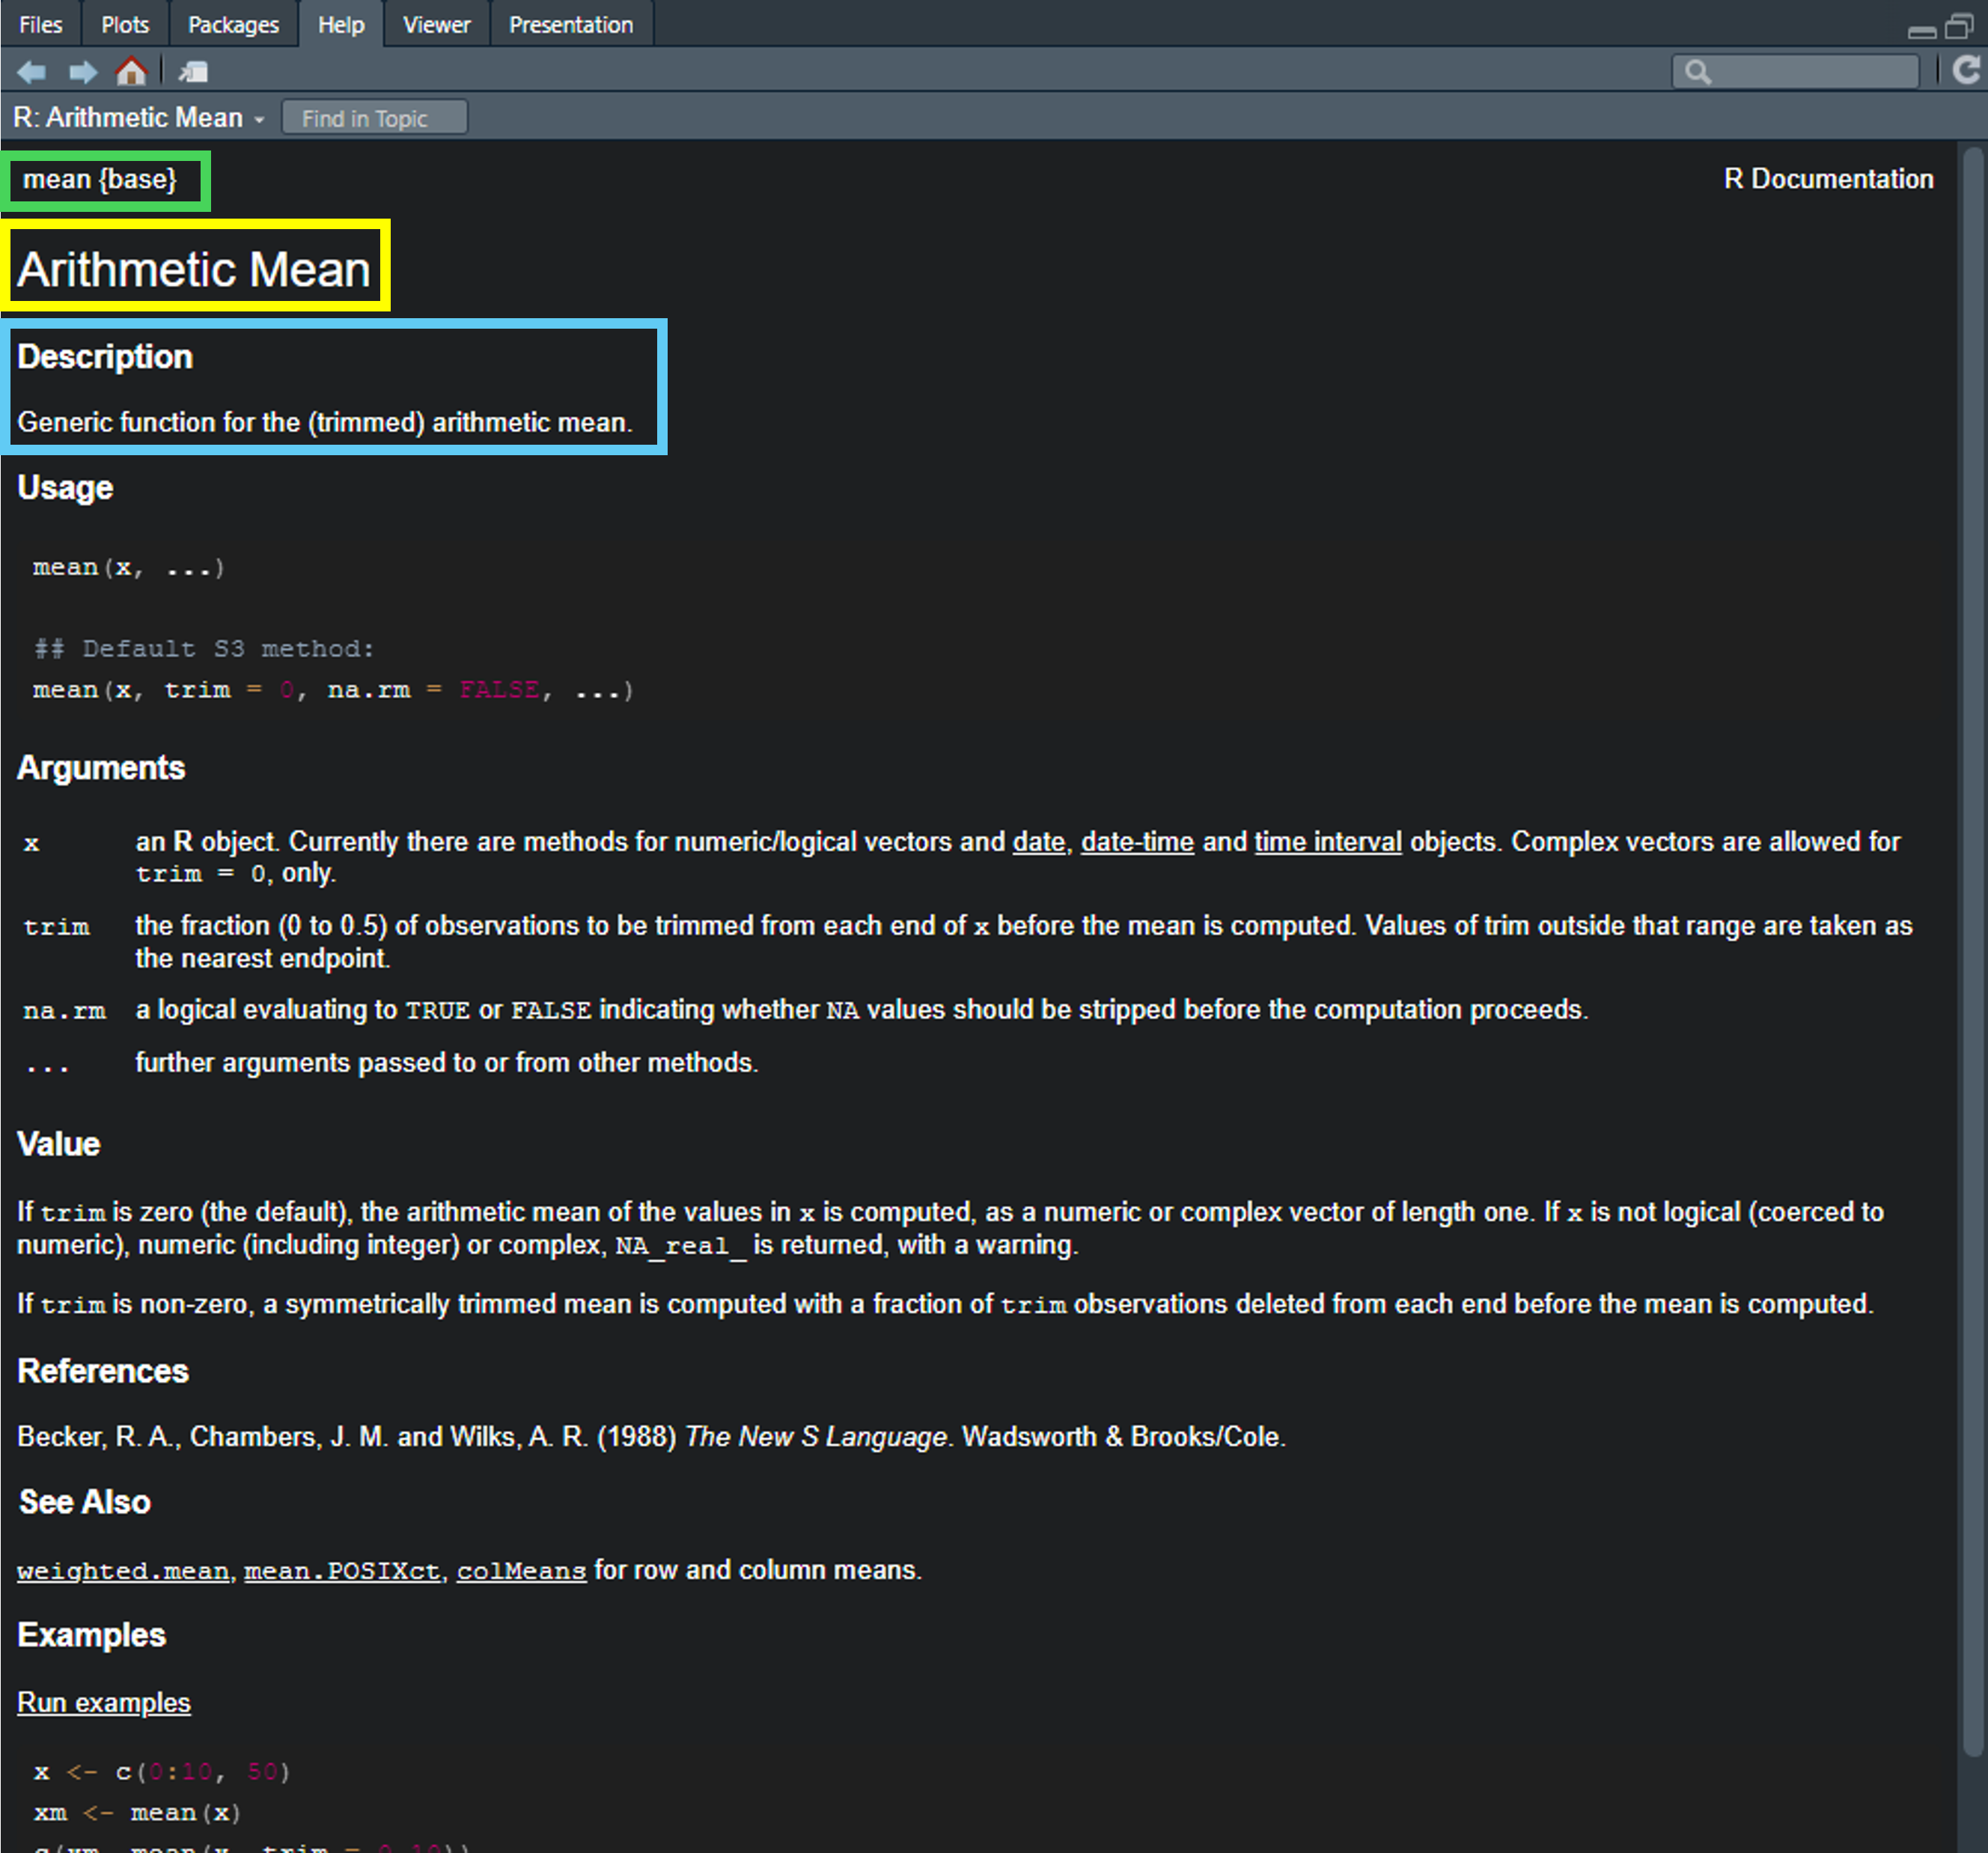 Files Plots Packages Help Viewer Presentation
R: Arithmetic Mean Find in Topic
mean {base} R Documentation
Arithmetic Mean
Description
Generic function for the (trimmed) arithmetic mean.
Usage
mean(x, ...)
## Default S3 method:
mean(x, trim = 0, na.rm = FALSE, ...)
Arguments
x an R object. Currently there are methods for numeric/logical vectors and date, date-time and time interval objects. Complex vectors are allowed for
trim = 0, only.
trim the fraction (0 to 0.5) of observations to be trimmed from each end of x before the mean is computed. Values of trim outside that range are taken as
the nearest endpoint.
na.rm a logical evaluating to TRUE or FALSE indicating whether NA values should be stripped before the computation proceeds.
... further arguments passed to or from other methods.
Value
If trim is zero (the default), the arithmetic mean of the values in x is computed, as a numeric or complex vector of length one. If x is not logical (coerced to
numeric), numeric (including integer) or complex, NA_real_ is returned, with a warning.
If trim is non-zero, a symmetrically trimmed mean is computed with a fraction of trim observations deleted from each end before the mean is computed.
References
Becker, R. A., Chambers, J. M. and Wilks, A. R. (1988) The New S Language. Wadsworth & Brooks/Cole.
See Also
weighted.mean, mean.POSIXct, colMeans for row and column means.
Examples
Run examples
x <- c(0:10, 50)
xm <- mean(x)
c(xm, mean(x, trim = 0.10))